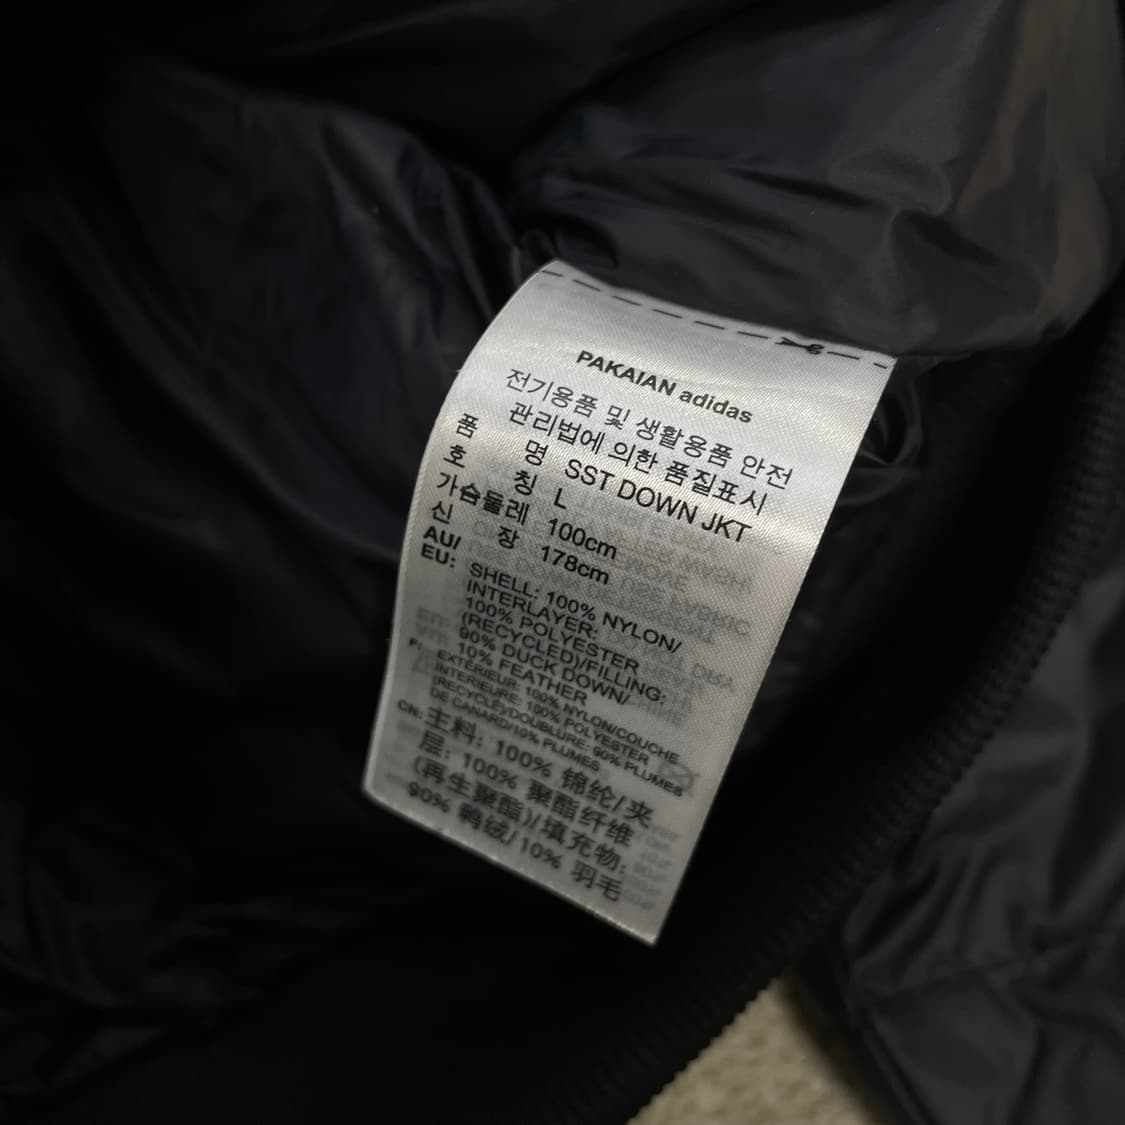 PAKAIAN adidas
전기용품 및 생활용품 안전
관리법에 의한 품질표시
품 명 SST DOWN JKT
호 칭 L
가슴둘레 100cm
신 장 178cm
AU/
EU: SHELL: 100% NYLON/
INTERLAYER:
100% POLYESTER
(RECYCLED)/FILLING:
90% DUCK DOWN/
10% FEATHER
F: EXTÉRIEUR: 100% NYLON/COUCHE
INTERIEURE: 100% POLYESTER
(RECYCLÉ)/DOUBLURE: 90% PLUMES
DE CANARD/10% PLUMES
CN: 主料: 100% 锦纶/夹
层: 100% 聚酯纤维
(再生聚酯)/填充物:
90% 鸭绒/10% 羽毛